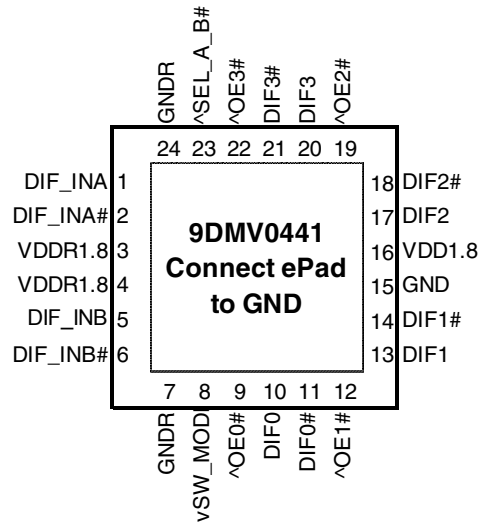 GNDR
^SEL_A_B#
^OE3#
DIF3#
DIF3
^OE2#
24 23 22 21 20 19
DIF_INA 1
DIF_INA# 2
VDDR1.8 3
VDDR1.8 4
DIF_INB 5
DIF_INB# 6
9DMV0441
Connect ePad
to GND
18 DIF2#
17 DIF2
16 VDD1.8
15 GND
14 DIF1#
13 DIF1
7 8 9 10 11 12
GNDR
vSW_MODI
^OE0#
DIF0
DIF0#
^OE1#